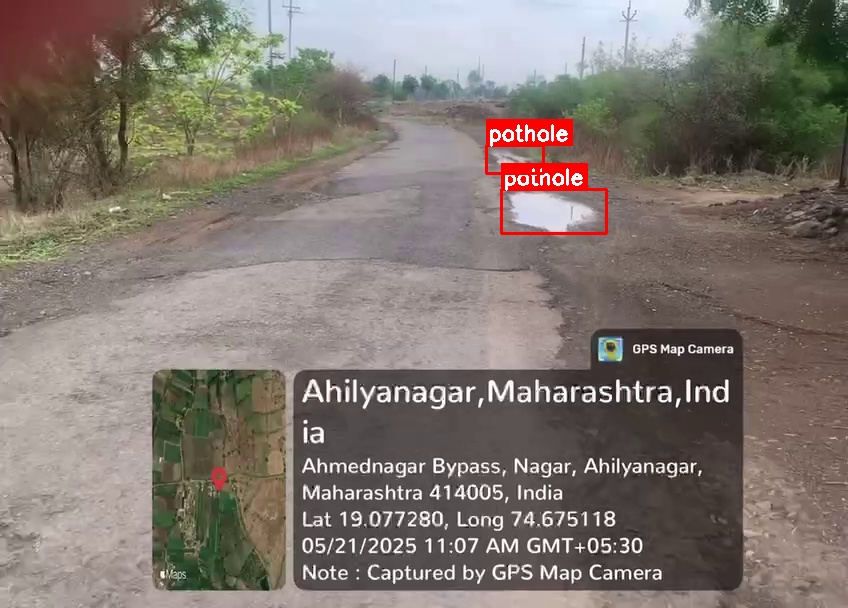 pothole
pothole
GPS Map Camera
Ahilyanagar,Maharashtra,Ind
ia
Ahmednagar Bypass, Nagar, Ahilyanagar,
Maharashtra 414005, India
Lat 19.077280, Long 74.675118
05/21/2025 11:07 AM GMT+05:30
Note : Captured by GPS Map Camera
Maps